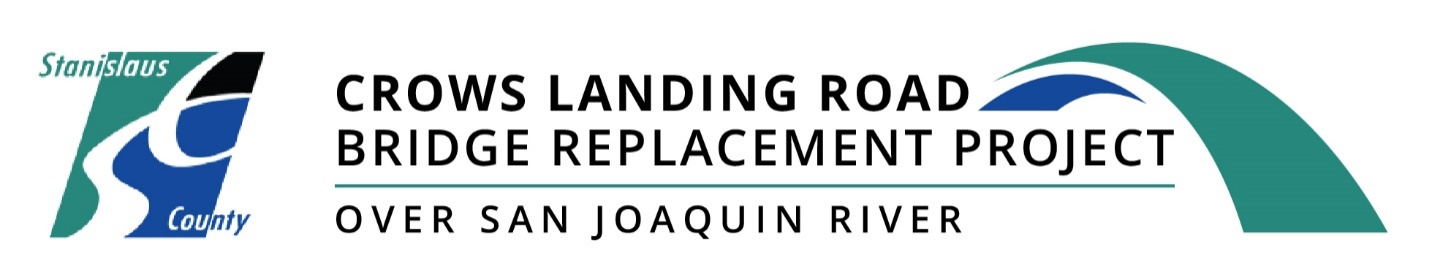 Stanislaus
County
CROWS LANDING ROAD
BRIDGE REPLACEMENT PROJECT
OVER SAN JOAQUIN RIVER